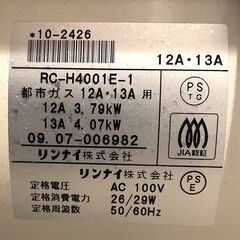 *10-2426
12A・13A
RC-H4001E-1
都市ガス 12A・13A 用
12A 3.79kW
13A 4.07kW
09.07-006982
リンナイ株式会社
PS
TG
JIA認証
リンナイ株式会社
定格電圧 AC 100V
定格消費電力 26/29W
定格周波数 50/60Hz
PS
E